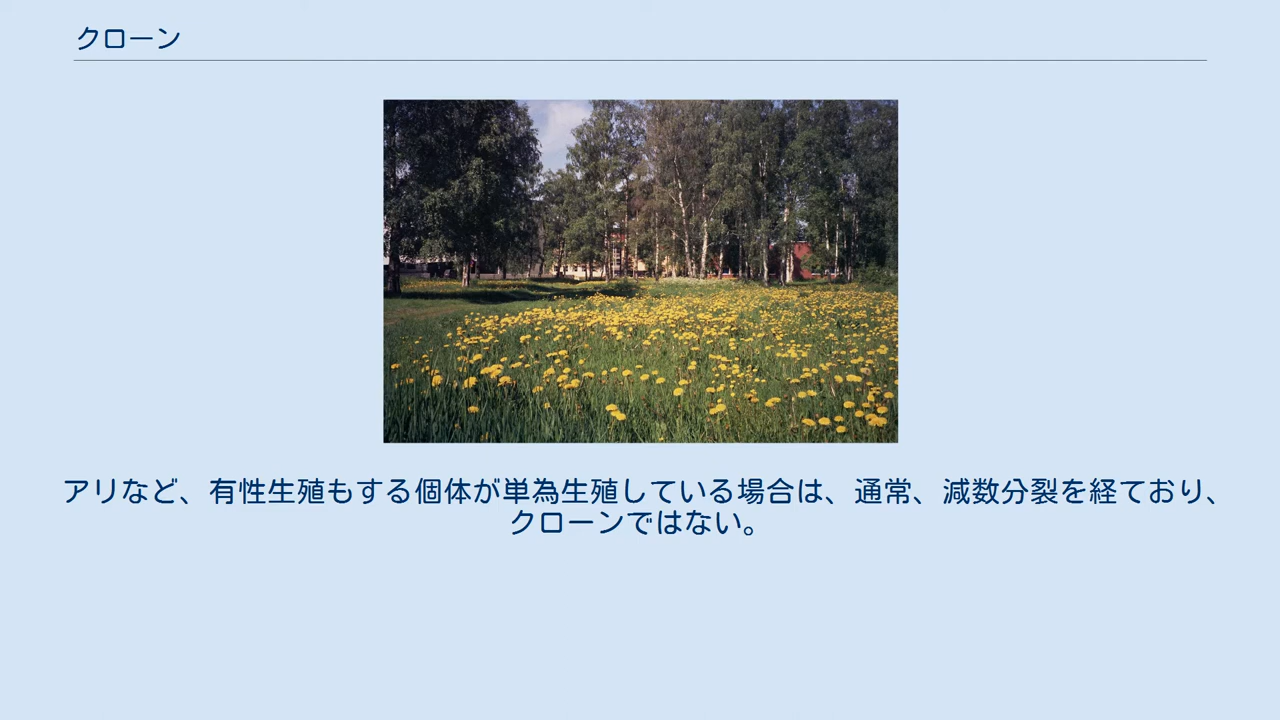 クローン
アリなど、有性生殖もする個体が単為生殖している場合は、通常、減数分裂を経ており、
クローンではない。